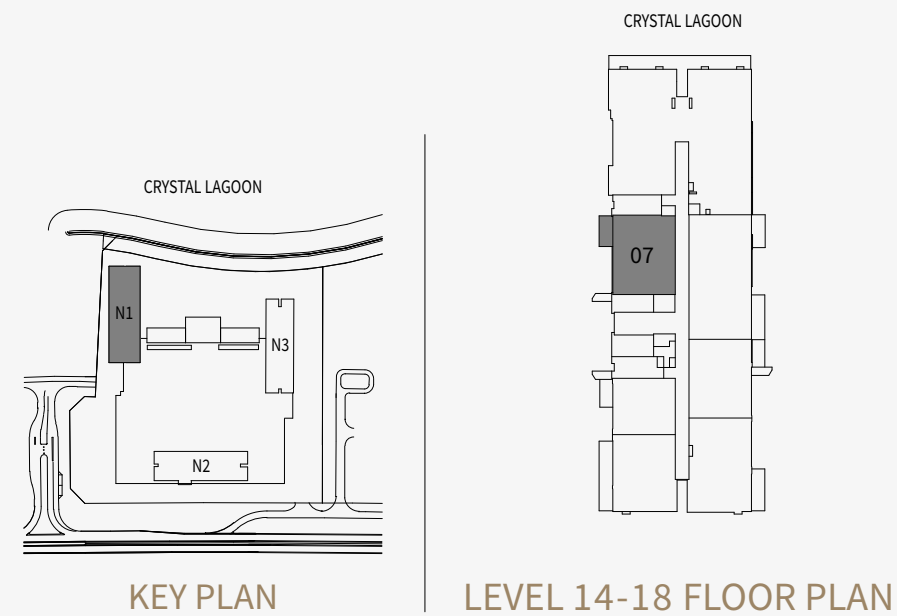 CRYSTAL LAGOON
N1
N3
N2
KEY PLAN
CRYSTAL LAGOON
07
LEVEL 14-18 FLOOR PLAN